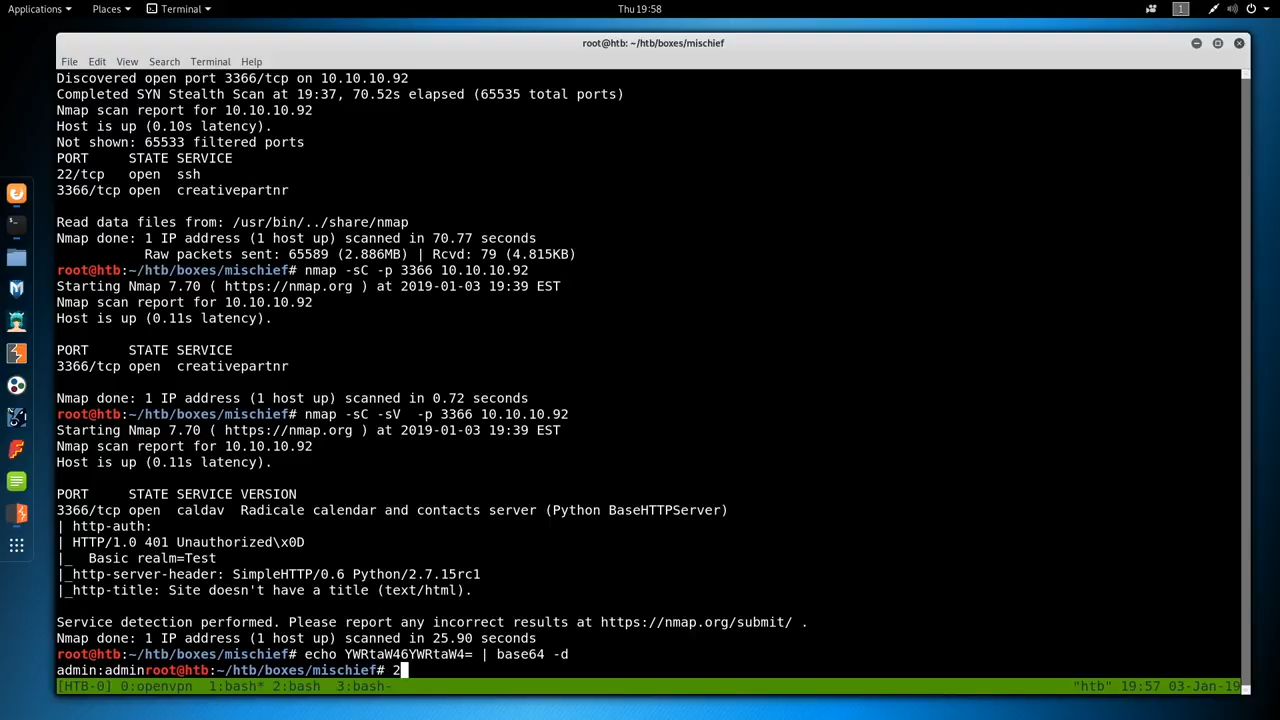 Applications Places Terminal Thu 19:58 1
root@htb: ~/htb/boxes/mischief
File Edit View Search Terminal Help
Discovered open port 3366/tcp on 10.10.10.92
Completed SYN Stealth Scan at 19:37, 70.52s elapsed (65535 total ports)
Nmap scan report for 10.10.10.92
Host is up (0.10s latency).
Not shown: 65533 filtered ports
PORT     STATE SERVICE
22/tcp   open  ssh
3366/tcp open  creativepartnr
Read data files from: /usr/bin/../share/nmap
Nmap done: 1 IP address (1 host up) scanned in 70.77 seconds
           Raw packets sent: 65589 (2.886MB) | Rcvd: 79 (4.815KB)
root@htb:~/htb/boxes/mischief# nmap -sC -p 3366 10.10.10.92
Starting Nmap 7.70 ( https://nmap.org ) at 2019-01-03 19:39 EST
Nmap scan report for 10.10.10.92
Host is up (0.11s latency).
PORT     STATE SERVICE
3366/tcp open  creativepartnr
Nmap done: 1 IP address (1 host up) scanned in 0.72 seconds
root@htb:~/htb/boxes/mischief# nmap -sC -sV  -p 3366 10.10.10.92
Starting Nmap 7.70 ( https://nmap.org ) at 2019-01-03 19:39 EST
Nmap scan report for 10.10.10.92
Host is up (0.11s latency).
PORT     STATE SERVICE VERSION
3366/tcp open  caldav  Radicale calendar and contacts server (Python BaseHTTPServer)
| http-auth:
| HTTP/1.0 401 Unauthorized\x0D
|_  Basic realm=Test
|_http-server-header: SimpleHTTP/0.6 Python/2.7.15rc1
|_http-title: Site doesn't have a title (text/html).
Service detection performed. Please report any incorrect results at https://nmap.org/submit/ .
Nmap done: 1 IP address (1 host up) scanned in 25.90 seconds
root@htb:~/htb/boxes/mischief# echo YWRtaW46YWRtaW4= | base64 -d
admin:adminroot@htb:~/htb/boxes/mischief# 2
[HTB-0] 0:openvpn  1:bash* 2:bash  3:bash- "htb" 19:57 03-Jan-19